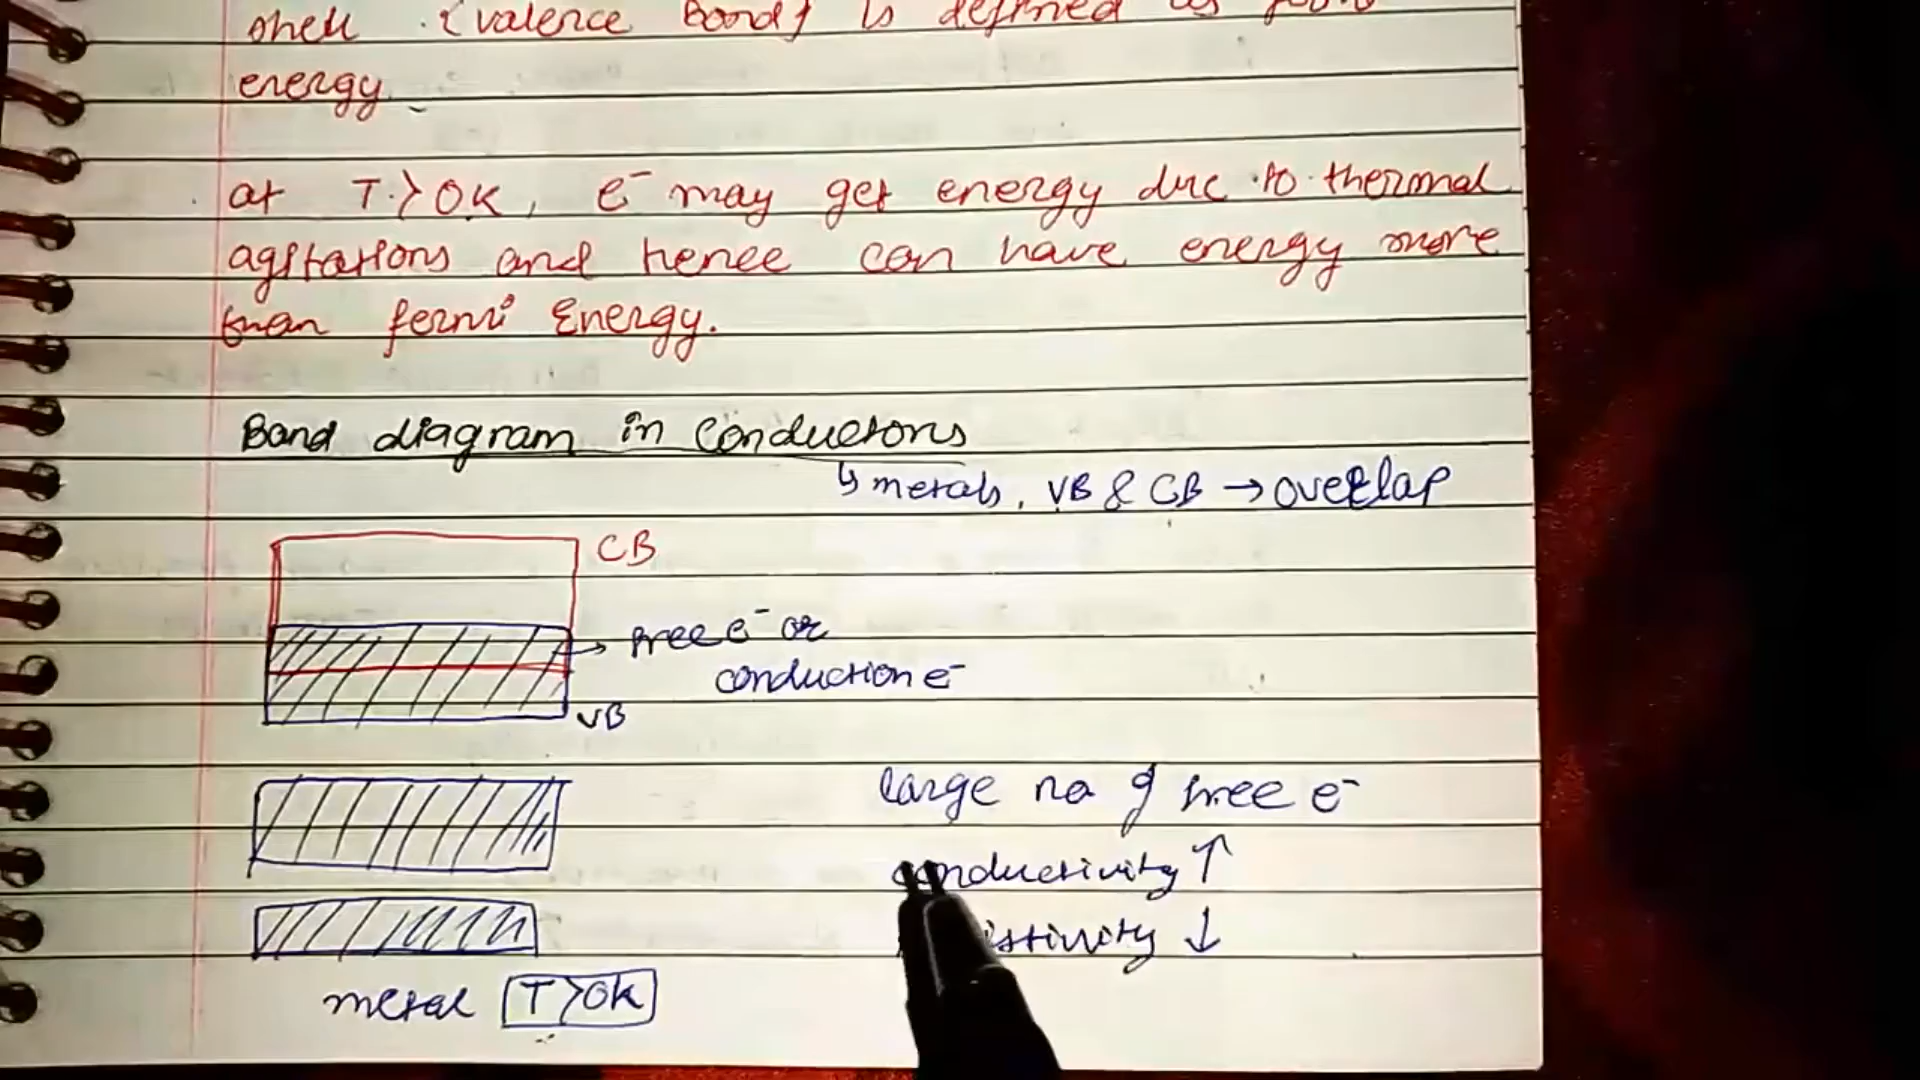 shell . {valence Band} is defined as fermi
energy.
at T > 0K, e⁻ may get energy due to thermal
agitations and hence can have energy more
than fermi Energy.
Band diagram in Conductors
↳ metals, VB & CB → overlap
CB
→ Free e⁻ or
conduction e⁻
VB
large no of free e⁻
conductivity ↑
↓
metal T>0K